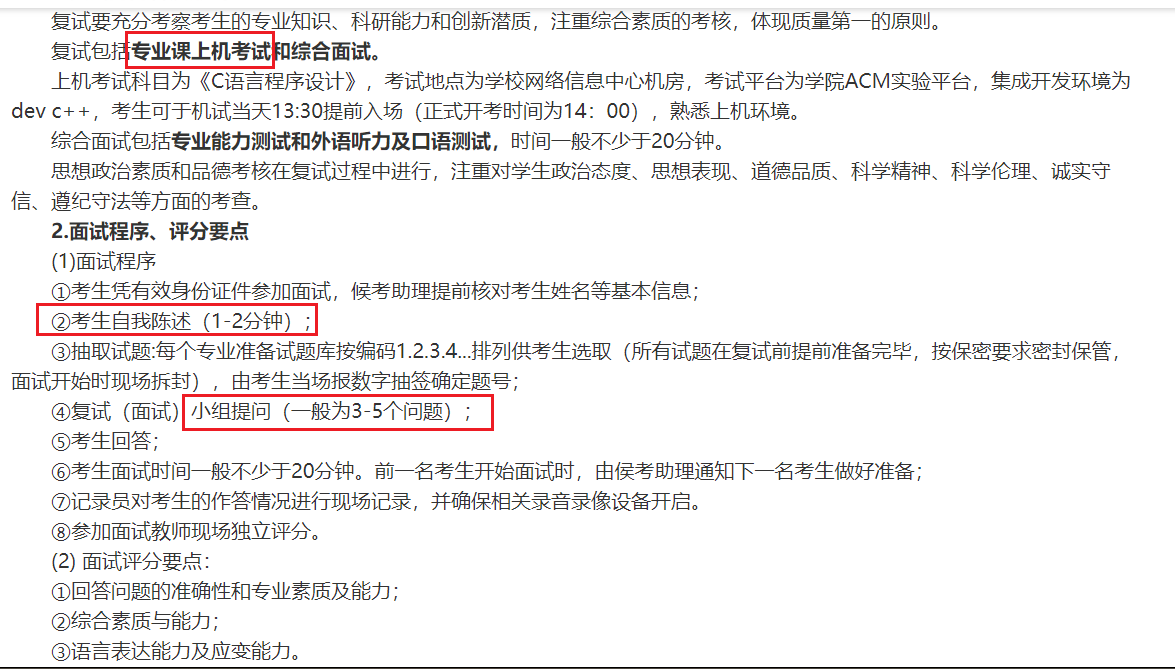 复试要充分考察考生的专业知识、科研能力和创新潜质，注重综合素质的考核，体现质量第一的原则。
复试包括专业课上机考试和综合面试。
上机考试科目为《C语言程序设计》，考试地点为学校网络信息中心机房，考试平台为学院ACM实验平台，集成开发环境为
dev c++，考生可于机试当天13:30提前入场（正式开考时间为14：00），熟悉上机环境。
综合面试包括专业能力测试和外语听力及口语测试，时间一般不少于20分钟。
思想政治素质和品德考核在复试过程中进行，注重对学生政治态度、思想表现、道德品质、科学精神、科学伦理、诚实守
信、遵纪守法等方面的考查。
2.面试程序、评分要点
(1)面试程序
①考生凭有效身份证件参加面试，候考助理提前核对考生姓名等基本信息；
②考生自我陈述（1-2分钟）；
③抽取试题:每个专业准备试题库按编码1.2.3.4...排列供考生选取（所有试题在复试前提前准备完毕，按保密要求密封保管，
面试开始时现场拆封），由考生当场报数字抽签确定题号；
④复试（面试）小组提问（一般为3-5个问题）；
⑤考生回答；
⑥考生面试时间一般不少于20分钟。前一名考生开始面试时，由侯考助理通知下一名考生做好准备；
⑦记录员对考生的作答情况进行现场记录，并确保相关录音录像设备开启。
⑧参加面试教师现场独立评分。
(2) 面试评分要点：
①回答问题的准确性和专业素质及能力；
②综合素质与能力；
③语言表达能力及应变能力。